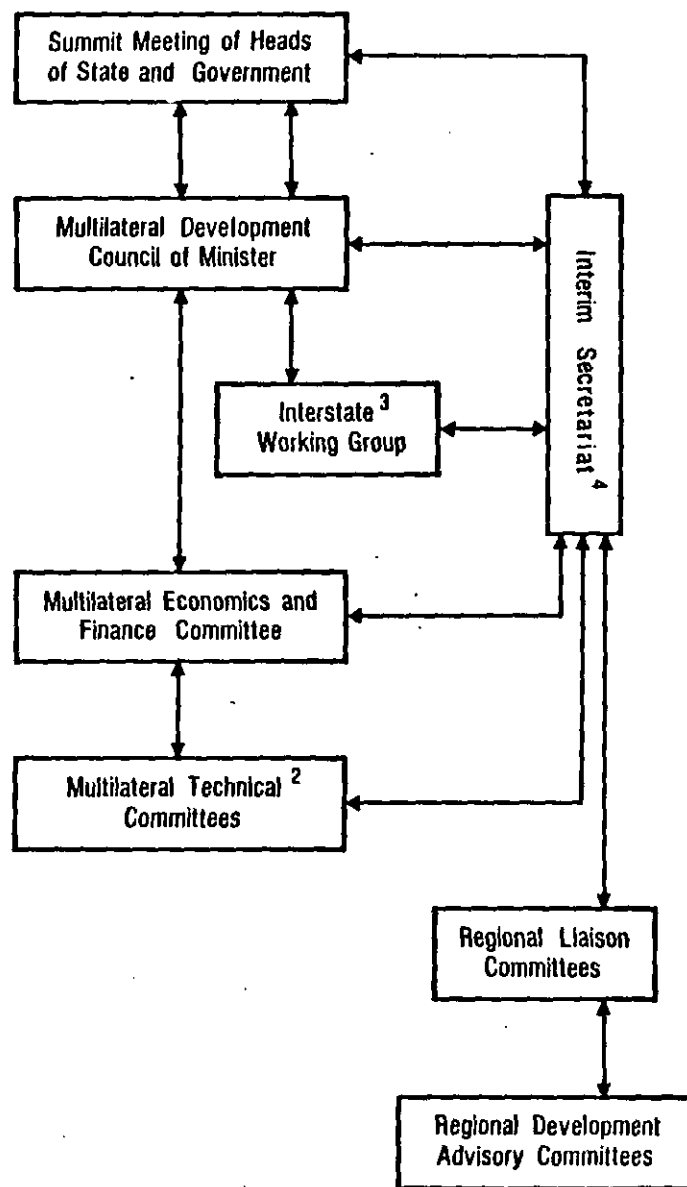 Summit Meeting of Heads
of State and Government
Multilateral Development
Council of Minister
Interim Secretariat 4
Interstate 3
Working Group
Multilateral Economics and
Finance Committee
Multilateral Technical 2
Committees
Regional Liaison
Committees
Regional Development
Advisory Committees